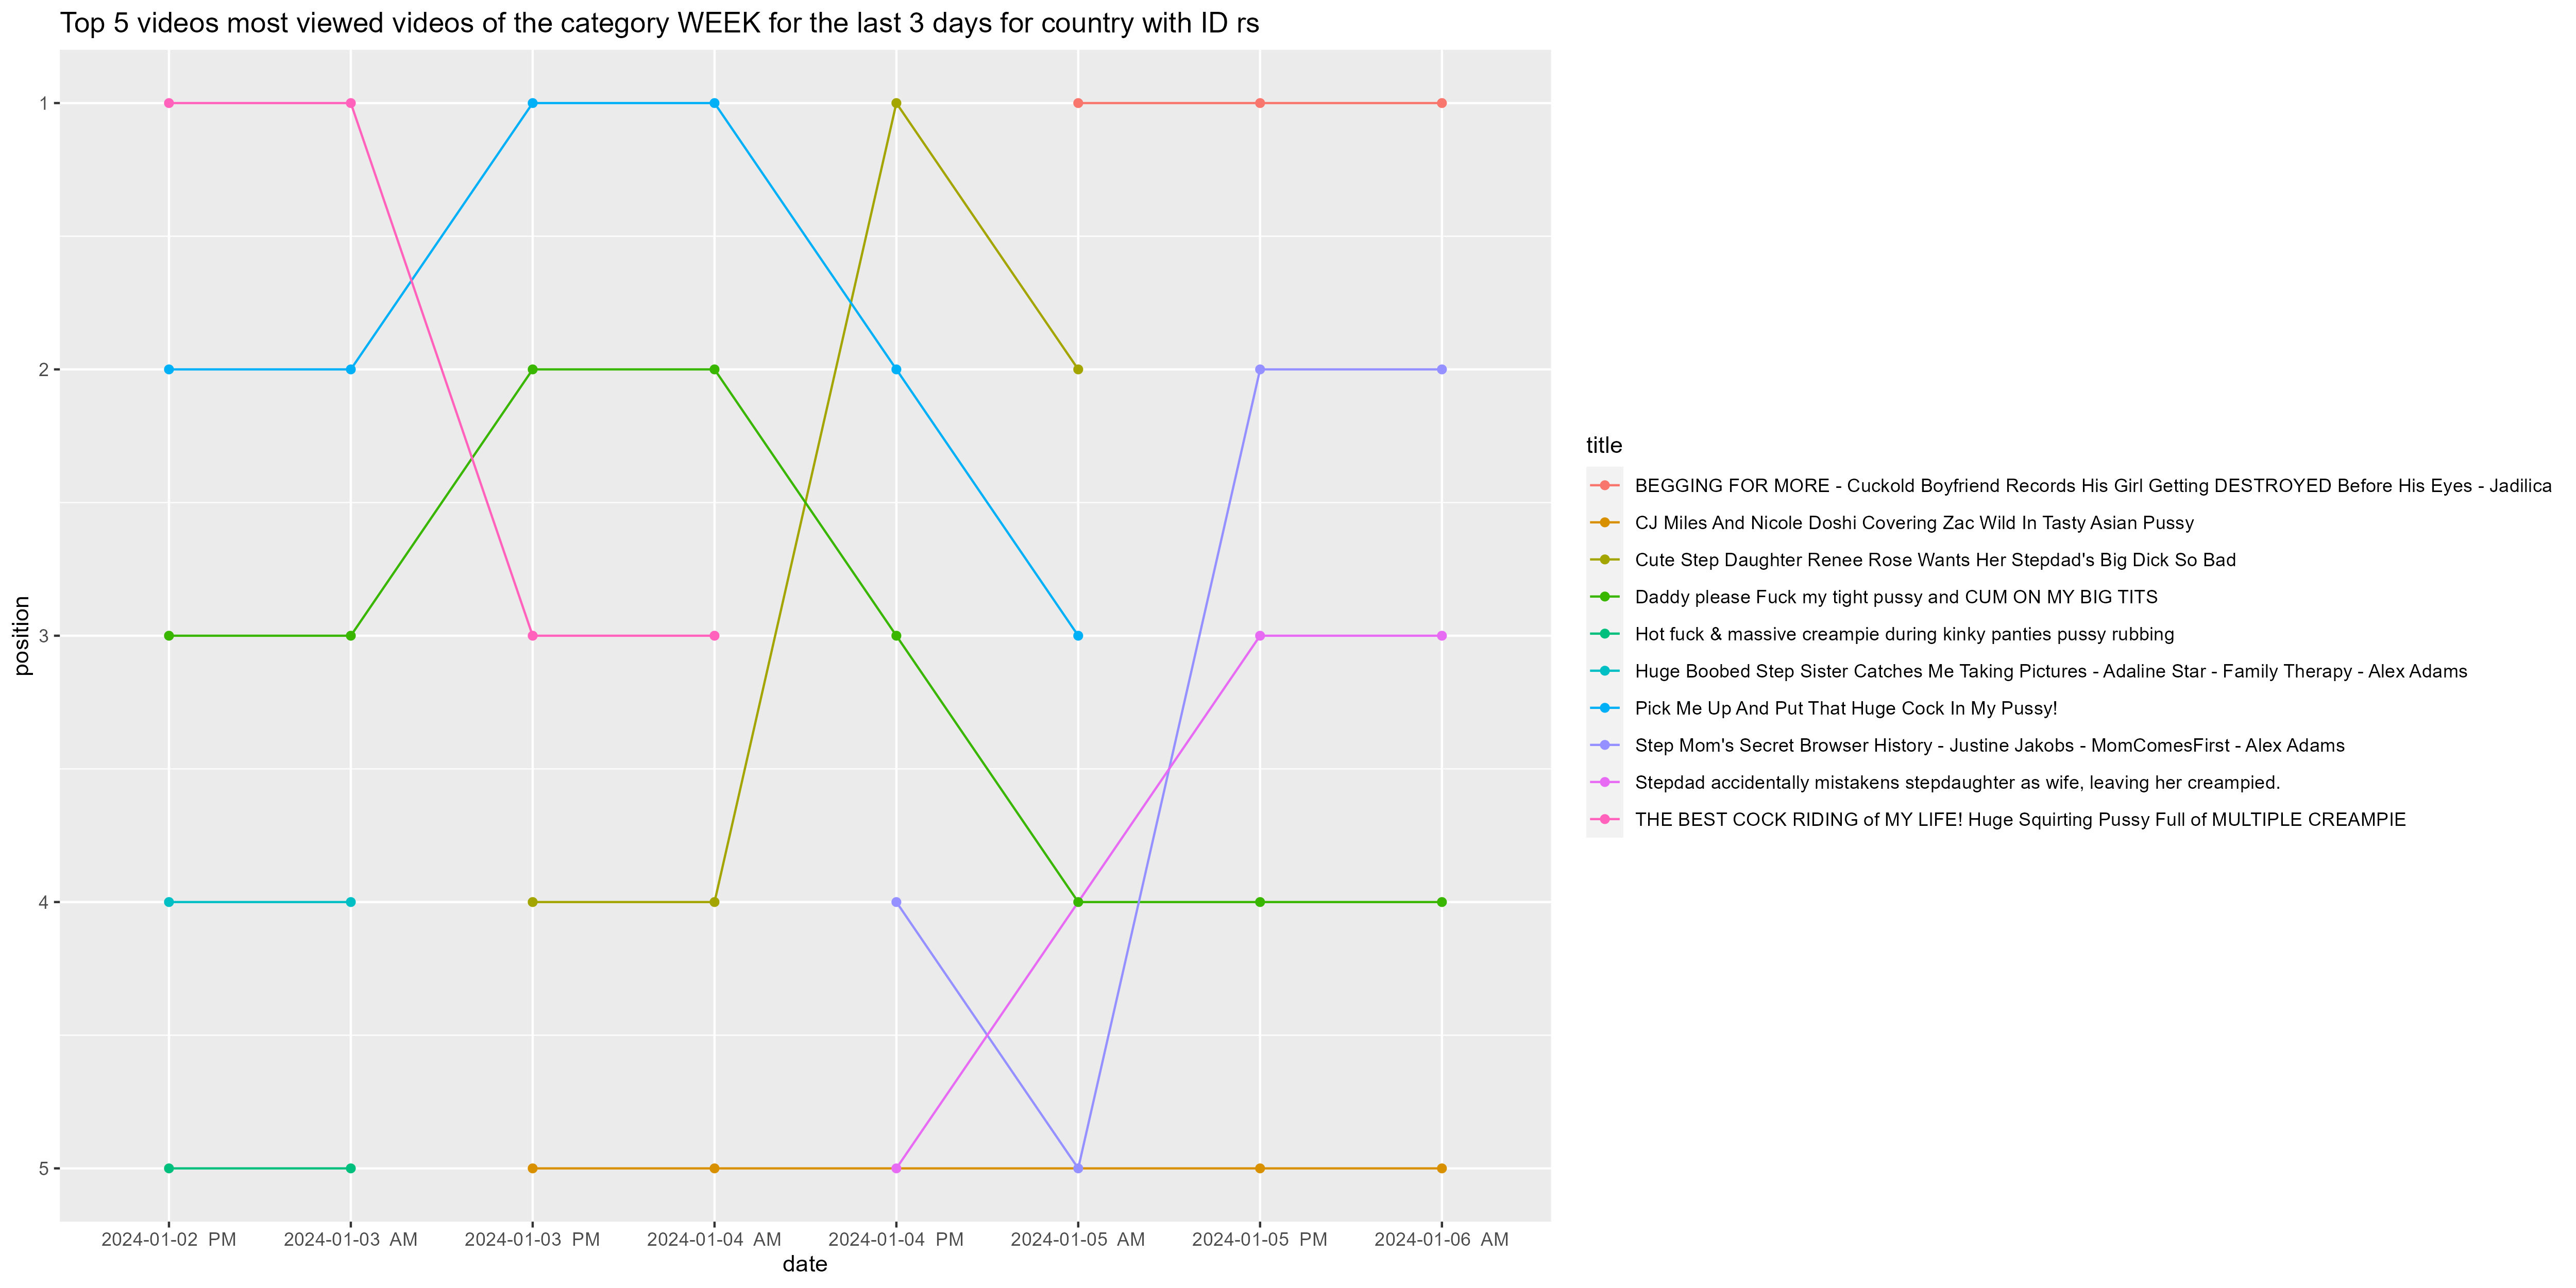 Top 5 videos most viewed videos of the category WEEK for the last 3 days for country with ID rs
position
1
2
3
4
5
2024-01-02 PM
2024-01-03 AM
2024-01-03 PM
2024-01-04 AM
2024-01-04 PM
2024-01-05 AM
2024-01-05 PM
2024-01-06 AM
date
title
BEGGING FOR MORE - Cuckold Boyfriend Records His Girl Getting DESTROYED Before His Eyes - Jadilica
CJ Miles And Nicole Doshi Covering Zac Wild In Tasty Asian Pussy
Cute Step Daughter Renee Rose Wants Her Stepdad's Big Dick So Bad
Daddy please Fuck my tight pussy and CUM ON MY BIG TITS
Hot fuck & massive creampie during kinky panties pussy rubbing
Huge Boobed Step Sister Catches Me Taking Pictures - Adaline Star - Family Therapy - Alex Adams
Pick Me Up And Put That Huge Cock In My Pussy!
Step Mom's Secret Browser History - Justine Jakobs - MomComesFirst - Alex Adams
Stepdad accidentally mistakens stepdaughter as wife, leaving her creampied.
THE BEST COCK RIDING of MY LIFE! Huge Squirting Pussy Full of MULTIPLE CREAMPIE